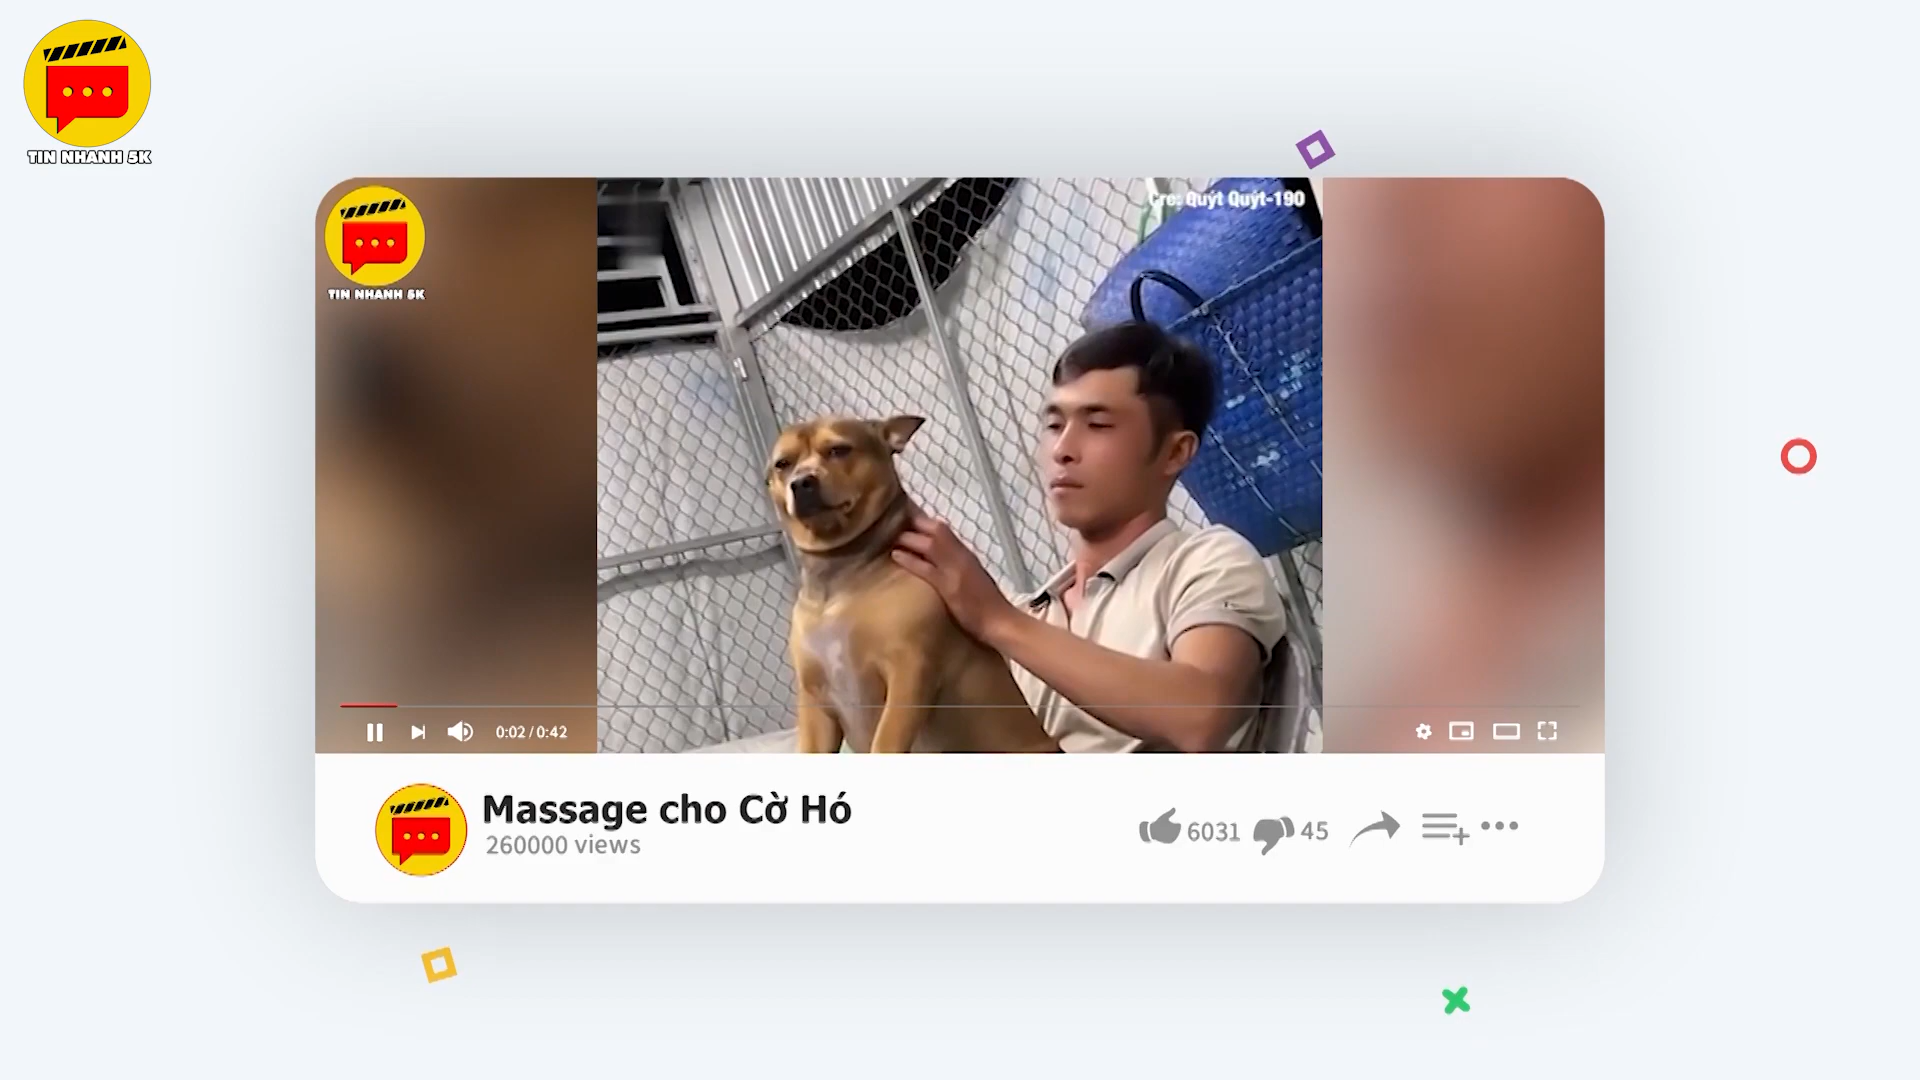 TIN NHANH 5K
Cre: Quýt Quýt-190
TIN NHANH 5K
0:02 / 0:42
Massage cho Cờ Hó
260000 views
6031
45